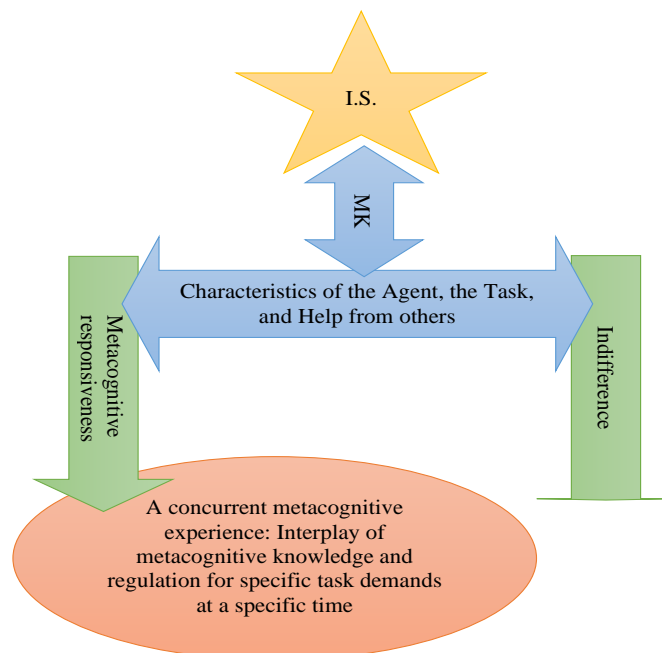 I.S.
MK
Characteristics of the Agent, the Task,
and Help from others
Metacognitive
responsiveness
Indifference
A concurrent metacognitive
experience: Interplay of
metacognitive knowledge and
regulation for specific task demands
at a specific time